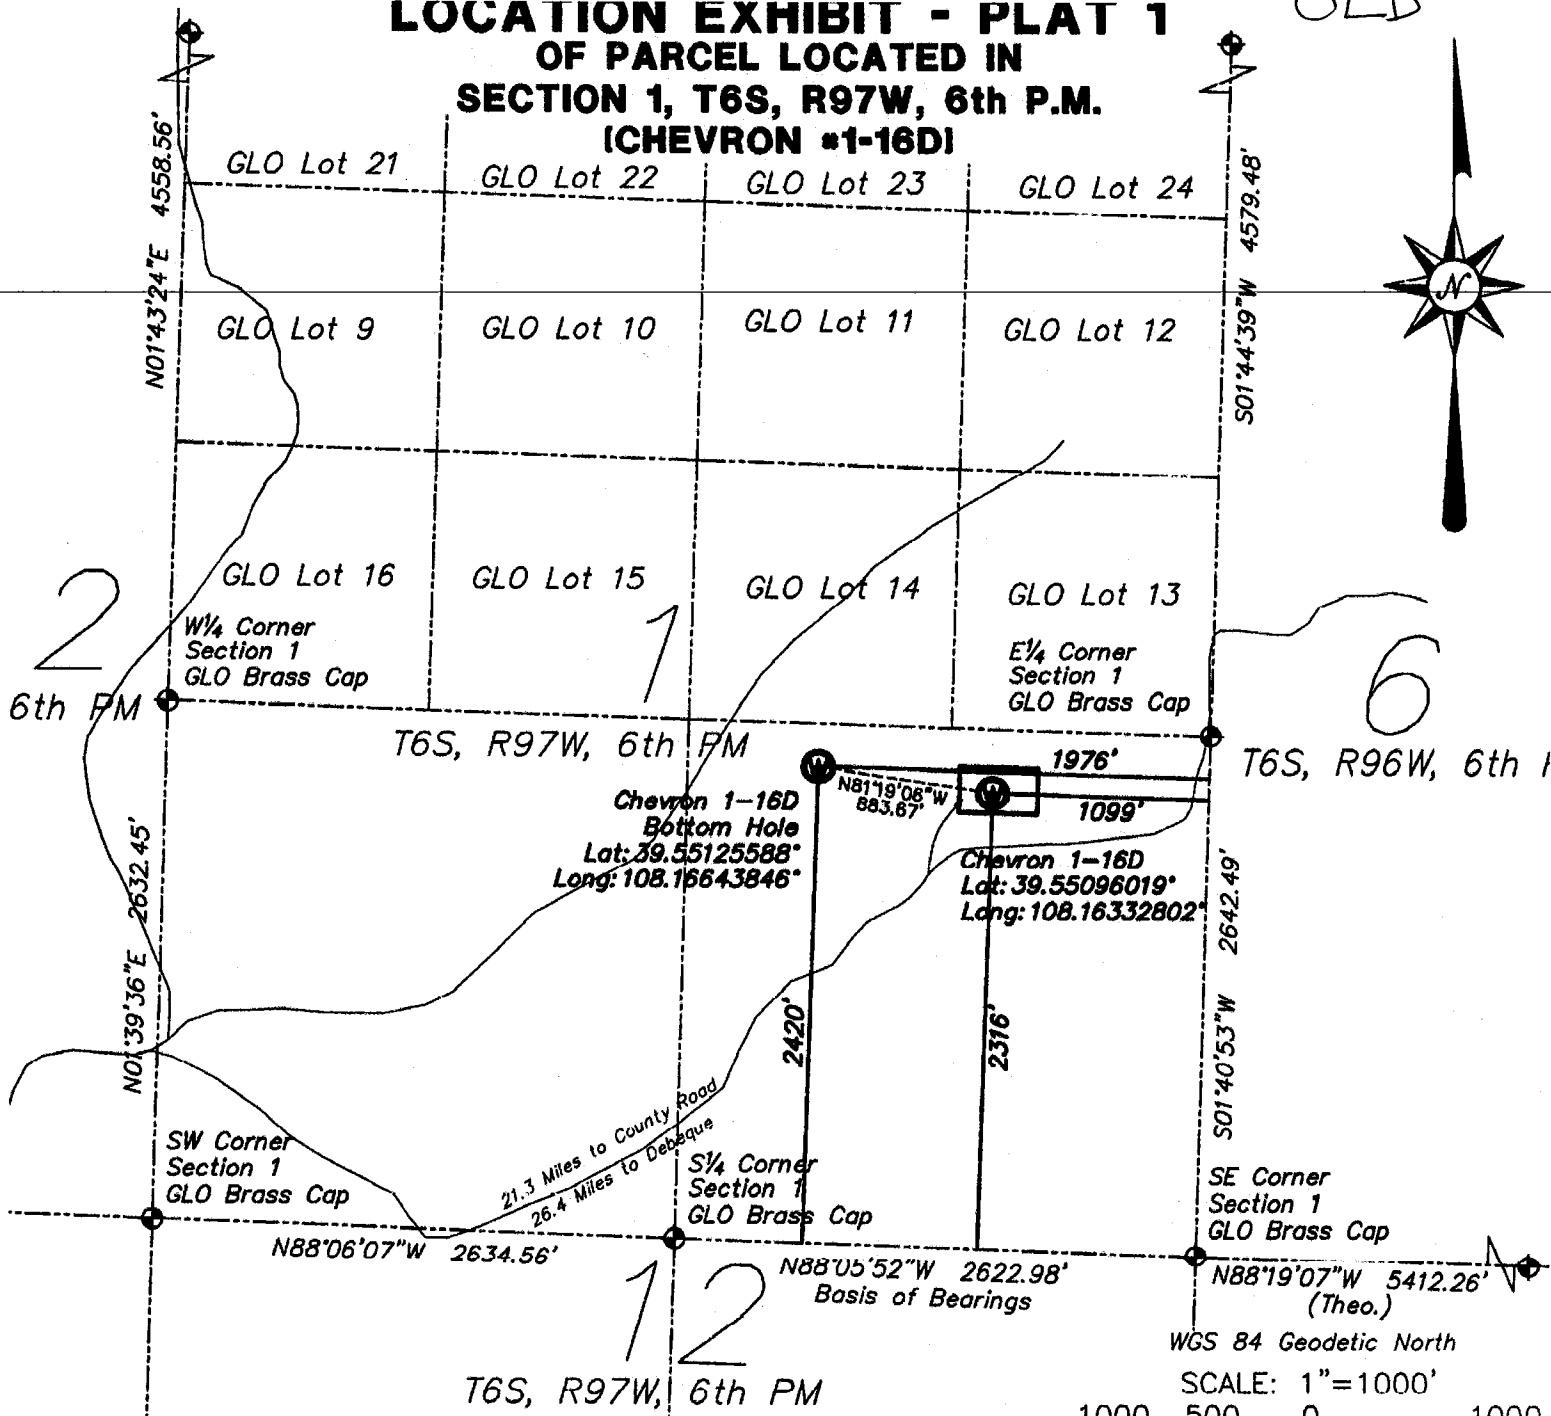 OLD
LOCATION EXHIBIT - PLAT 1
OF PARCEL LOCATED IN
SECTION 1, T6S, R97W, 6th P.M.
(CHEVRON #1-16D)
N01°43'24"E 4558.56'
S01°44'39"W 4579.48'
GLO Lot 21
GLO Lot 22
GLO Lot 23
GLO Lot 24
N
GLO Lot 9
GLO Lot 10
GLO Lot 11
GLO Lot 12
GLO Lot 16
GLO Lot 15
GLO Lot 14
GLO Lot 13
2
6th PM
W¼ Corner
Section 1
GLO Brass Cap
1
T6S, R97W, 6th PM
E¼ Corner
Section 1
GLO Brass Cap
6
T6S, R96W, 6th
1976'
N81°19'06"W
883.67'
1099'
Chevron 1-16D
Bottom Hole
Lat: 39.55125588°
Long: 108.16643846°
Chevron 1-16D
Lat: 39.55096019°
Long: 108.16332802°
N01°39'36"E 2632.45'
2420'
2316'
S01°40'53"W 2642.49'
21.3 Miles to County Road
26.4 Miles to Debeque
SW Corner
Section 1
GLO Brass Cap
S¼ Corner
Section 1
GLO Brass Cap
SE Corner
Section 1
GLO Brass Cap
N88°06'07"W 2634.56'
N88°05'52"W 2622.98'
Basis of Bearings
N88°19'07"W 5412.26'
(Theo.)
12
T6S, R97W, 6th PM
WGS 84 Geodetic North
SCALE: 1"=1000'
1000 500 0 1000